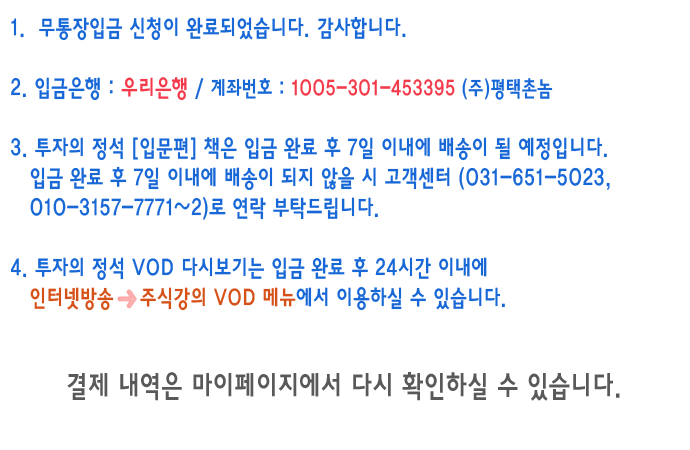 1. 무통장입금 신청이 완료되었습니다. 감사합니다.
2. 입금은행 : 우리은행 / 계좌번호 : 1005-301-453395 (주)평택촌놈
3. 투자의 정석 [입문편] 책은 입금 완료 후 7일 이내에 배송이 될 예정입니다.
입금 완료 후 7일 이내에 배송이 되지 않을 시 고객센터 (031-651-5023,
010-3157-7771~2)로 연락 부탁드립니다.
4. 투자의 정석 VOD 다시보기는 입금 완료 후 24시간 이내에
인터넷방송 ➔ 주식강의 VOD 메뉴에서 이용하실 수 있습니다.
결제 내역은 마이페이지에서 다시 확인하실 수 있습니다.